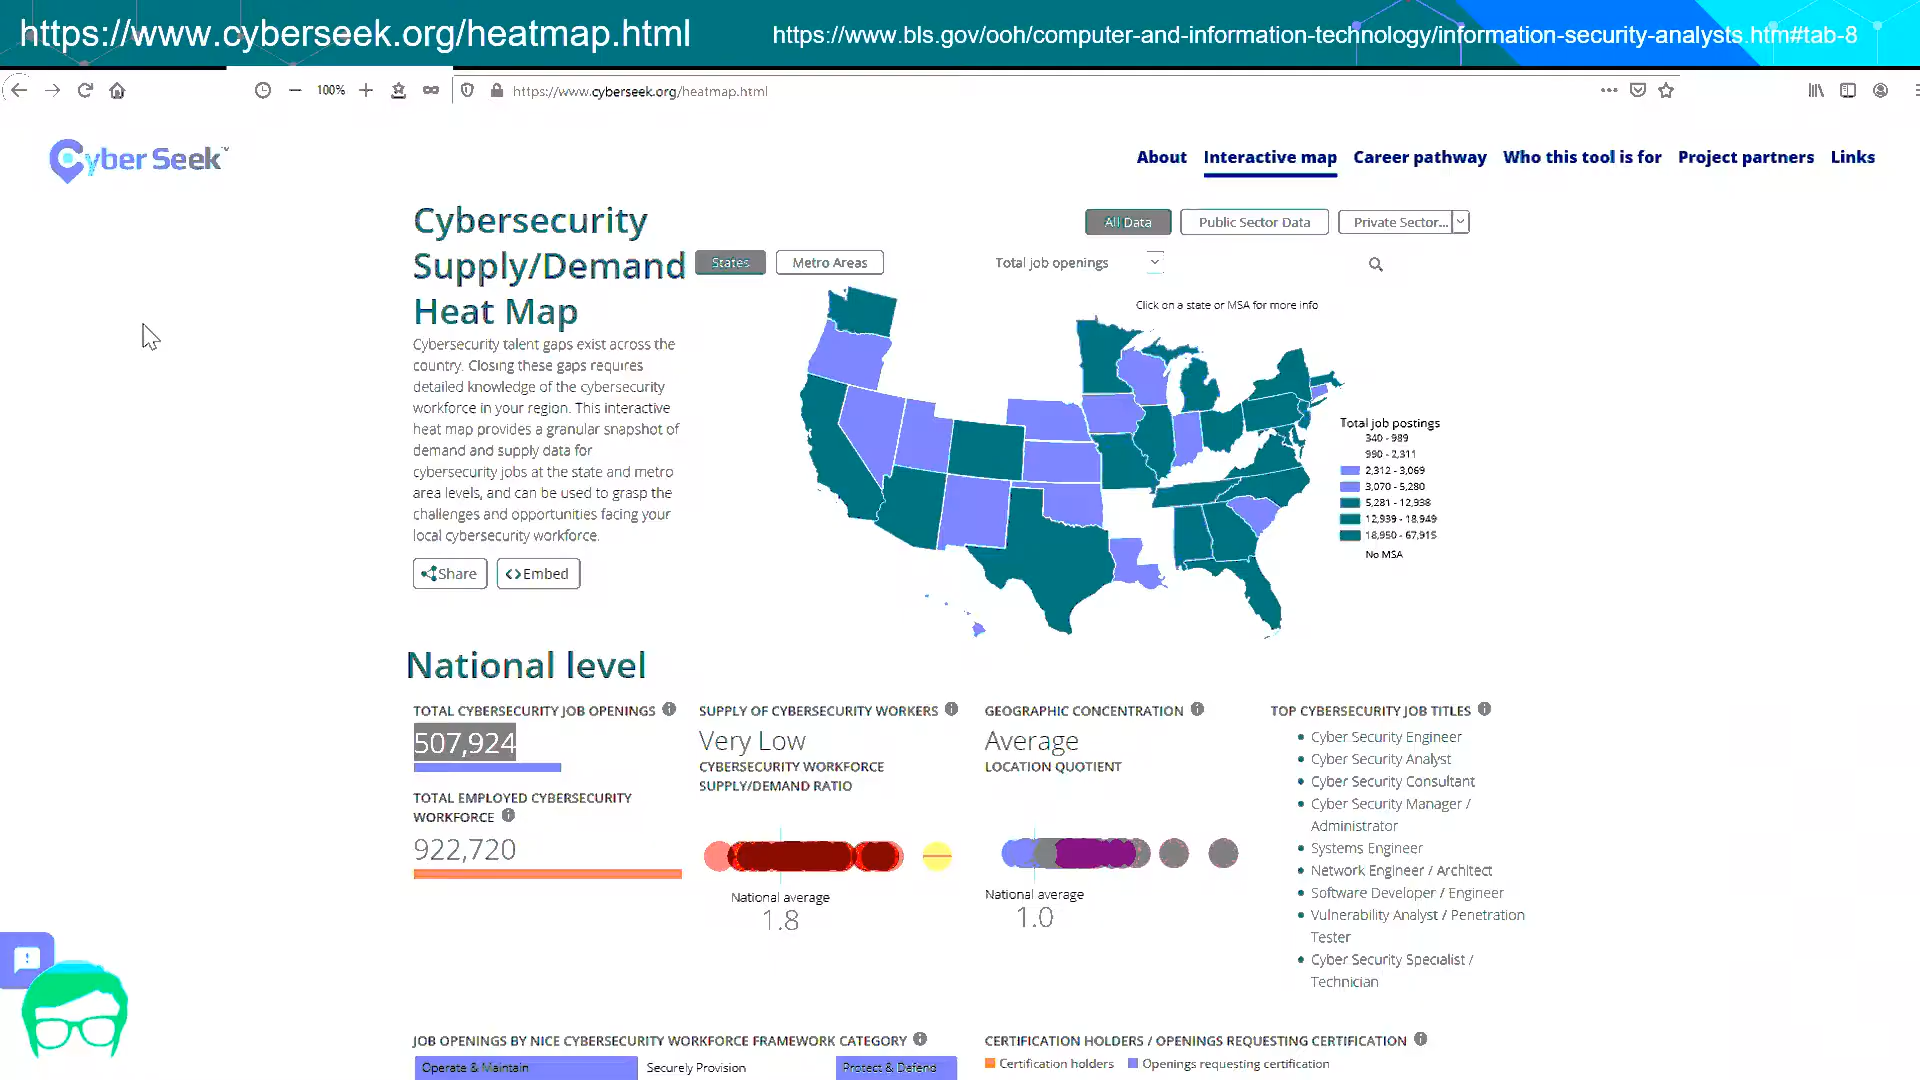 https://www.cyberseek.org/heatmap.html
https://www.bls.gov/ooh/computer-and-information-technology/information-security-analysts.htm#tab-8
100%
https://www.cyberseek.org/heatmap.html
Cyber Seek™
About
Interactive map
Career pathway
Who this tool is for
Project partners
Links
Cybersecurity
Supply/Demand
Heat Map
All Data
Public Sector Data
Private Sector...
States
Metro Areas
Total job openings
Click on a state or MSA for more info
Cybersecurity talent gaps exist across the
country. Closing these gaps requires
detailed knowledge of the cybersecurity
workforce in your region. This interactive
heat map provides a granular snapshot of
demand and supply data for
cybersecurity jobs at the state and metro
area levels, and can be used to grasp the
challenges and opportunities facing your
local cybersecurity workforce.
Share
Embed
Total job postings
340 - 989
990 - 2,311
2,312 - 3,069
3,070 - 5,280
5,281 - 12,938
12,939 - 18,949
18,950 - 67,915
No MSA
National level
TOTAL CYBERSECURITY JOB OPENINGS
507,924
TOTAL EMPLOYED CYBERSECURITY
WORKFORCE
922,720
SUPPLY OF CYBERSECURITY WORKERS
Very Low
CYBERSECURITY WORKFORCE
SUPPLY/DEMAND RATIO
National average
1.8
GEOGRAPHIC CONCENTRATION
Average
LOCATION QUOTIENT
National average
1.0
TOP CYBERSECURITY JOB TITLES
Cyber Security Engineer
Cyber Security Analyst
Cyber Security Consultant
Cyber Security Manager /
Administrator
Systems Engineer
Network Engineer / Architect
Software Developer / Engineer
Vulnerability Analyst / Penetration
Tester
Cyber Security Specialist /
Technician
JOB OPENINGS BY NICE CYBERSECURITY WORKFORCE FRAMEWORK CATEGORY
Operate & Maintain
Securely Provision
Protect & Defend
CERTIFICATION HOLDERS / OPENINGS REQUESTING CERTIFICATION
Certification holders
Openings requesting certification